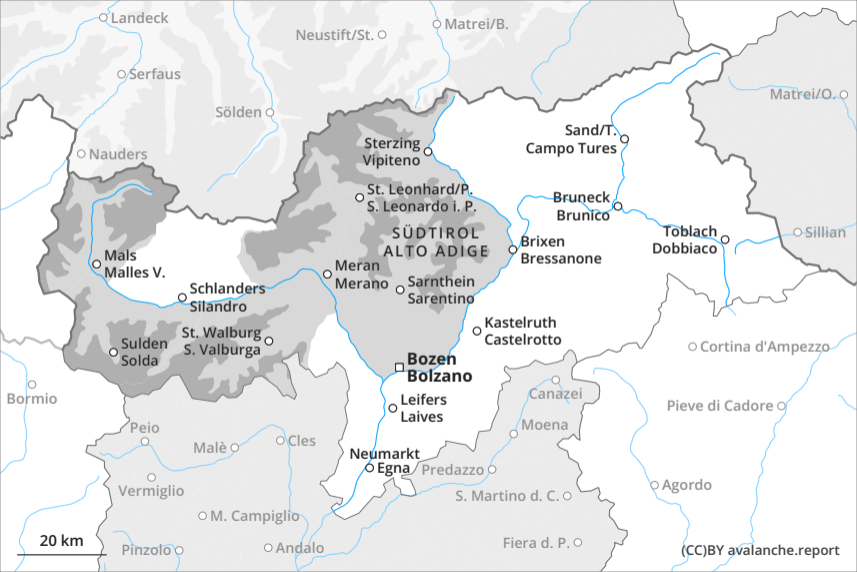 Landeck
Matrei/B.
Neustift/St.
Serfaus
Matrei/O.
Sölden
Sand/T.
Campo Tures
Sterzing
Vipiteno
Nauders
St. Leonhard/P.
S. Leonardo i. P.
Bruneck
Brunico
SÜDTIROL
ALTO ADIGE
Toblach
Dobbiaco
Sillian
Brixen
Bressanone
Mals
Malles V.
Meran
Merano
Sarnthein
Sarentino
Schlanders
Silandro
Kastelruth
Castelrotto
St. Walburg
S. Valburga
Sulden
Solda
Cortina d'Ampezzo
Bozen
Bolzano
Bormio
Canazei
Leifers
Laives
Pieve di Cadore
Peio
Moena
Cles
Malè
Neumarkt
Egna
Predazzo
Vermiglio
Agordo
S. Martino d. C.
M. Campiglio
20 km
Pinzolo
Andalo
Fiera d. P.
(CC)BY avalanche.report